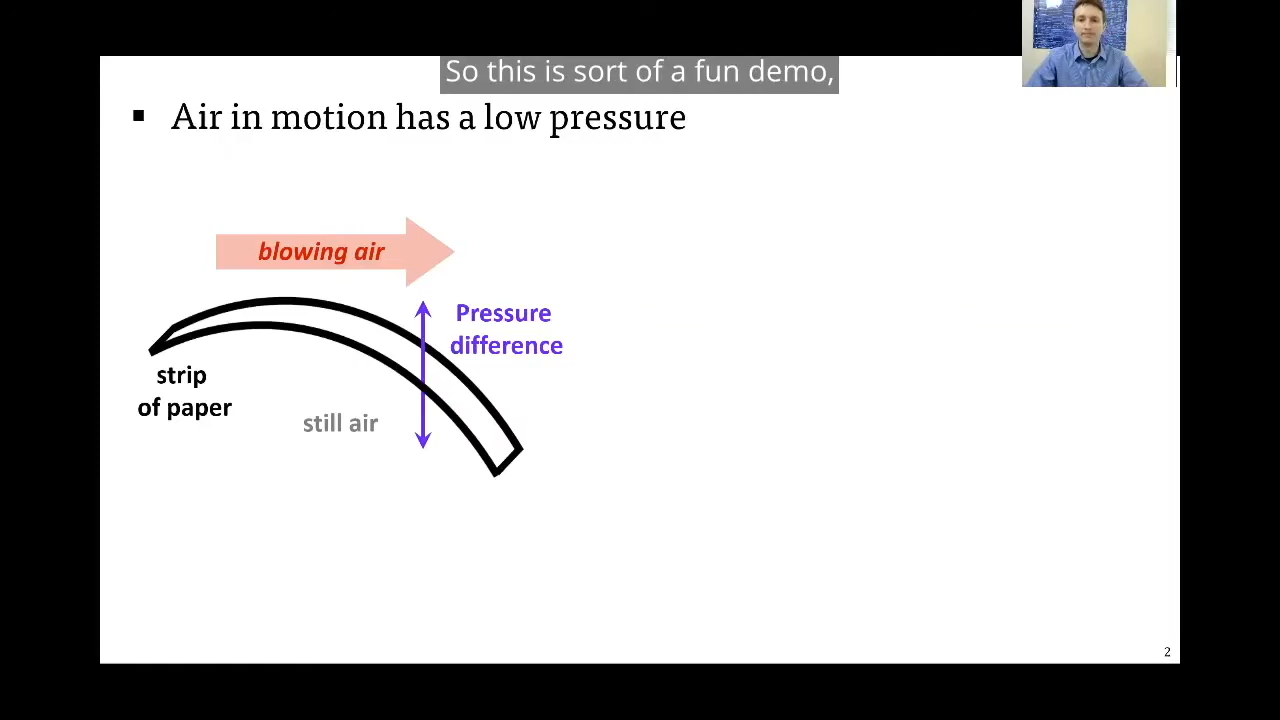 So this is sort of a fun demo,
▪ Air in motion has a low pressure
blowing air
Pressure
difference
strip
of paper
still air
2